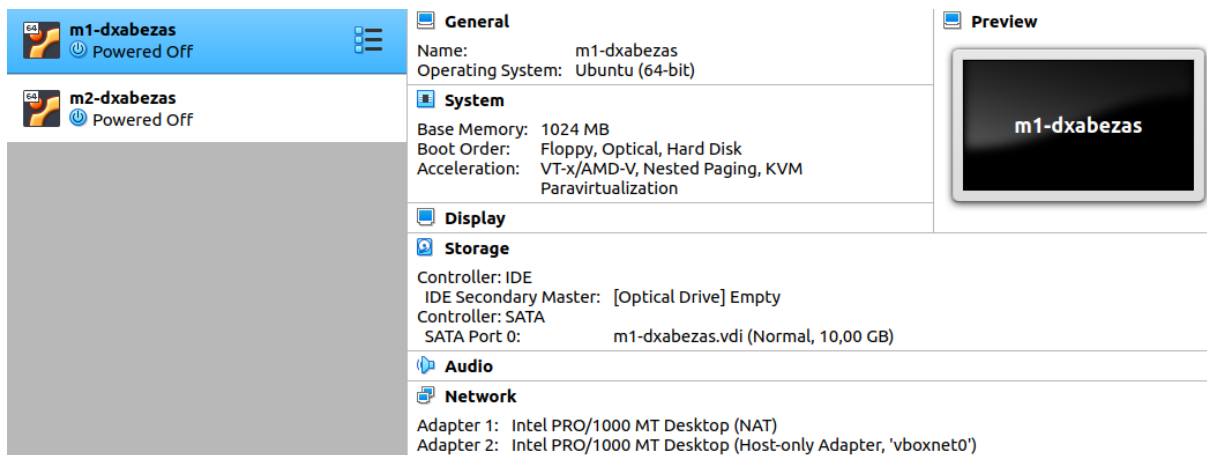 64
m1-dxabezas
Powered Off
64
m2-dxabezas
Powered Off
General
Name: m1-dxabezas
Operating System: Ubuntu (64-bit)
System
Base Memory: 1024 MB
Boot Order: Floppy, Optical, Hard Disk
Acceleration: VT-x/AMD-V, Nested Paging, KVM
Paravirtualization
Display
Storage
Controller: IDE
IDE Secondary Master: [Optical Drive] Empty
Controller: SATA
SATA Port 0: m1-dxabezas.vdi (Normal, 10,00 GB)
Audio
Network
Adapter 1: Intel PRO/1000 MT Desktop (NAT)
Adapter 2: Intel PRO/1000 MT Desktop (Host-only Adapter, 'vboxnet0')
Preview
m1-dxabezas